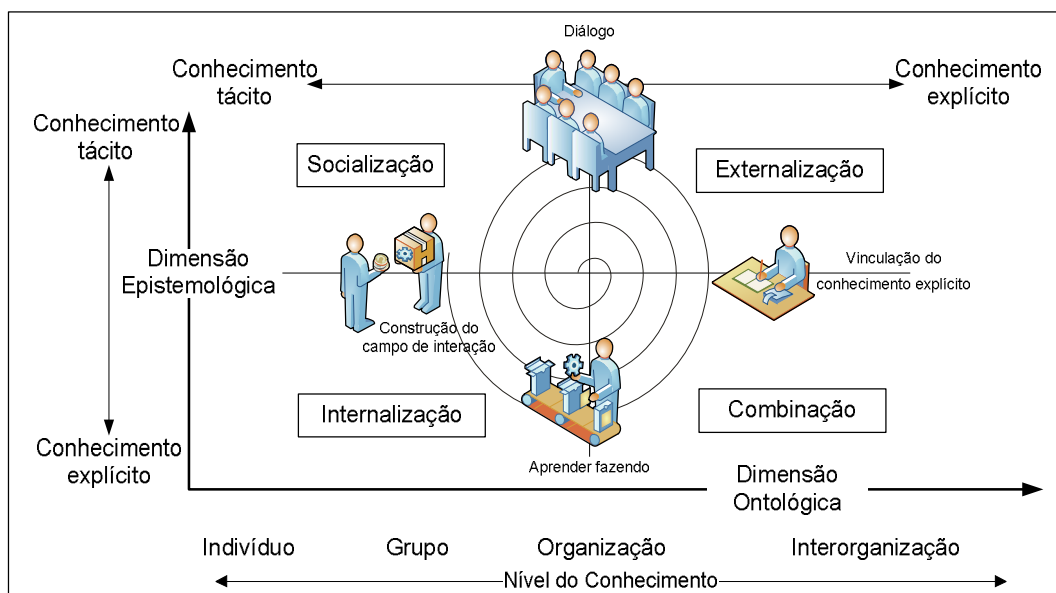 Diálogo
Conhecimento
tácito
Conhecimento
explícito
Conhecimento
tácito
Socialização
Externalização
Dimensão
Epistemológica
Vinculação do
conhecimento explícito
Construção do
campo de interação
Internalização
Combinação
Conhecimento
explícito
Aprender fazendo
Dimensão
Ontológica
Indivíduo Grupo Organização Interorganização
Nível do Conhecimento